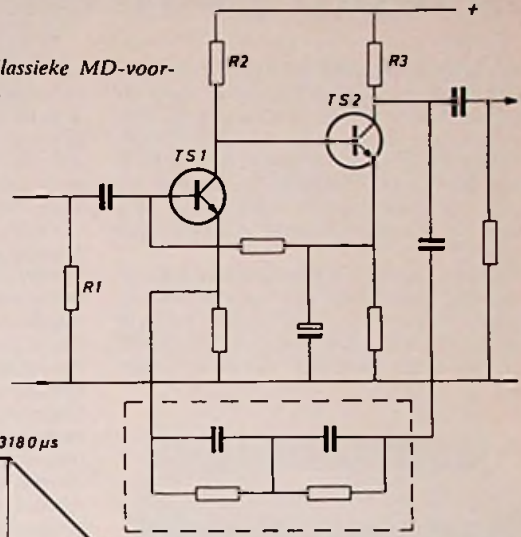 lassieke MD-voor-
+
R2
R3
TS2
TS1
R1
3180 µs